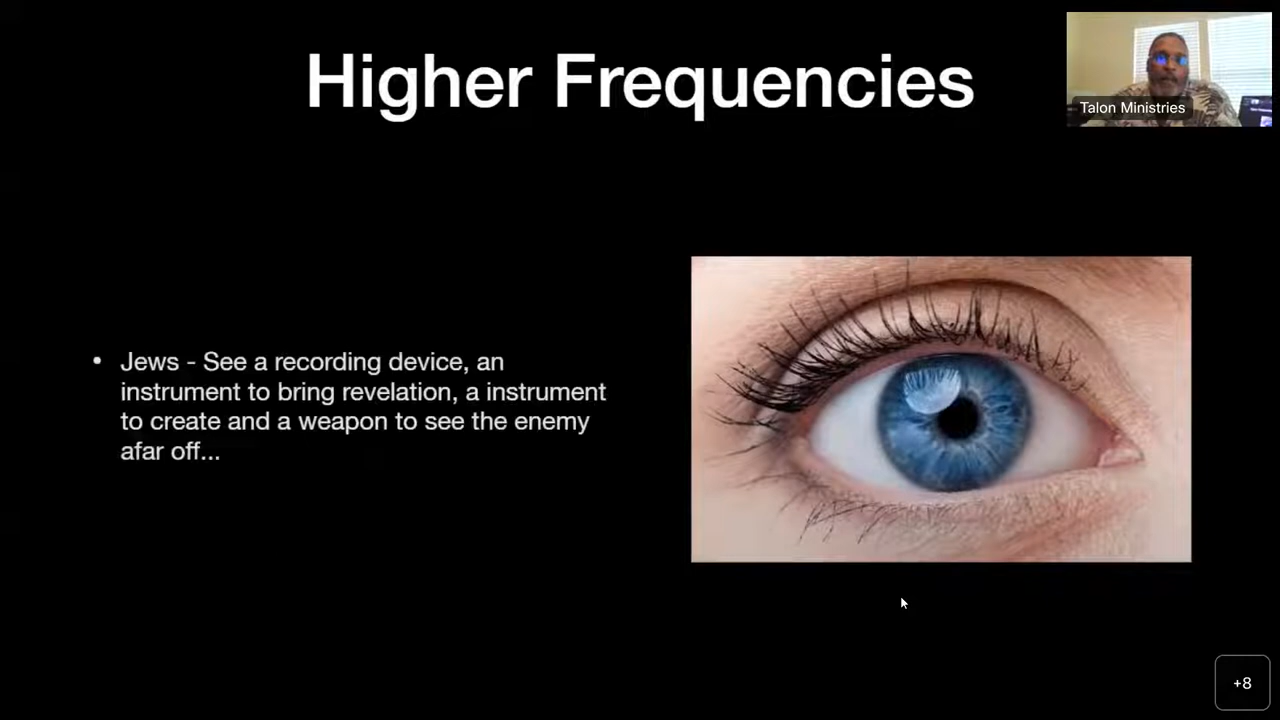 Higher Frequencies
Talon Ministries
• Jews - See a recording device, an
instrument to bring revelation, a instrument
to create and a weapon to see the enemy
afar off...
+8